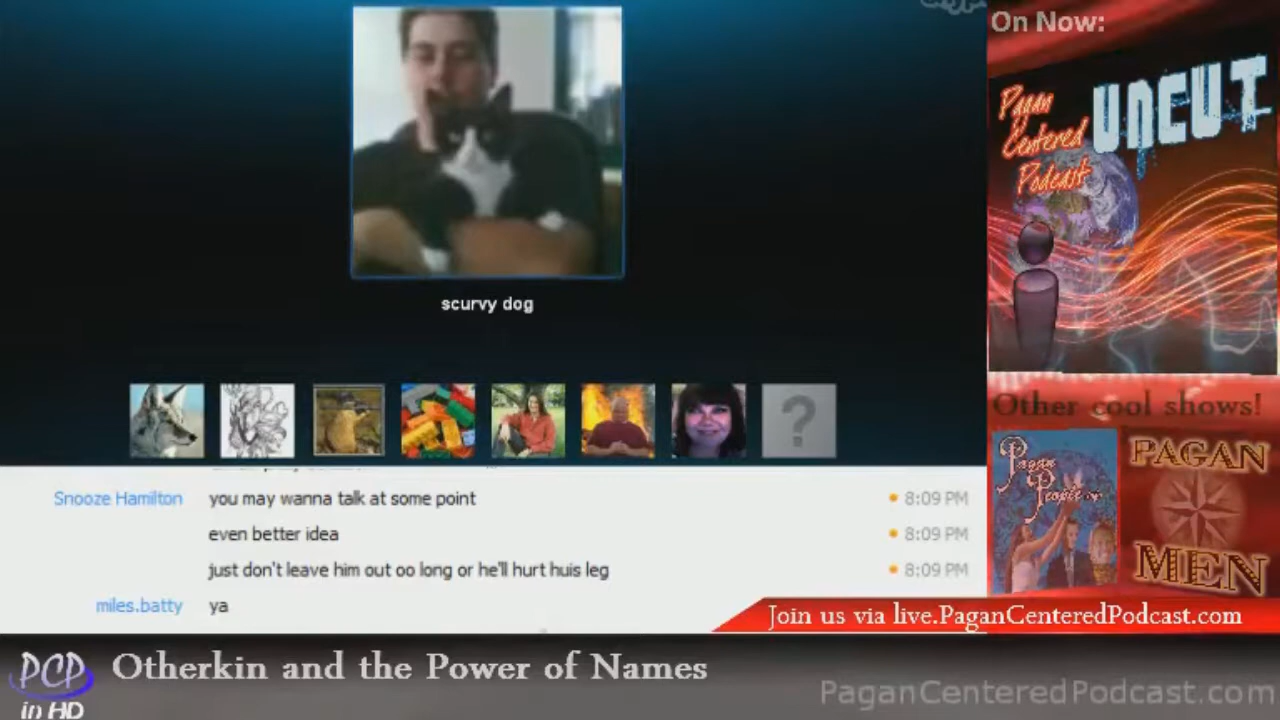 On Now:
Pagan
Centered
Podcast
UNCUT
scurvy dog
?
Other cool shows!
Pagan
People
PAGAN
MEN
Snooze Hamilton you may wanna talk at some point 8:09 PM
even better idea 8:09 PM
just don't leave him out oo long or he'll hurt huis leg 8:09 PM
miles.batty ya
Join us via live.PaganCenteredPodcast.com
PCP
in HD
Otherkin and the Power of Names
PaganCenteredPodcast.com